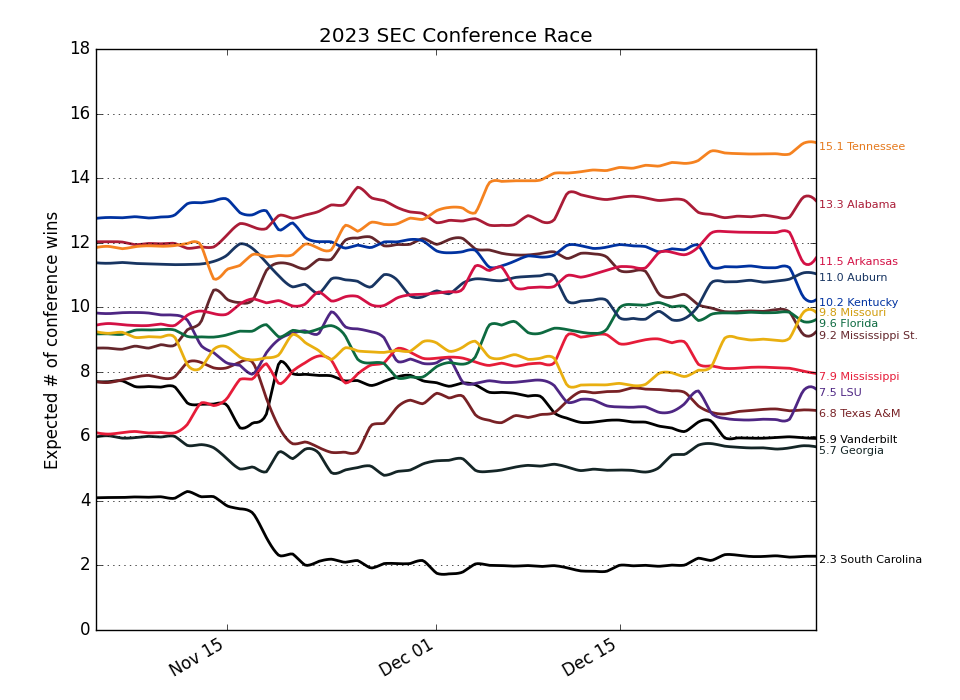 2023 SEC Conference Race
Expected # of conference wins
18
16
14
12
10
8
6
4
2
0
15.1 Tennessee
13.3 Alabama
11.5 Arkansas
11.0 Auburn
10.2 Kentucky
9.8 Missouri
9.6 Florida
9.2 Mississippi St.
7.9 Mississippi
7.5 LSU
6.8 Texas A&M
5.9 Vanderbilt
5.7 Georgia
2.3 South Carolina
Nov 15
Dec 01
Dec 15